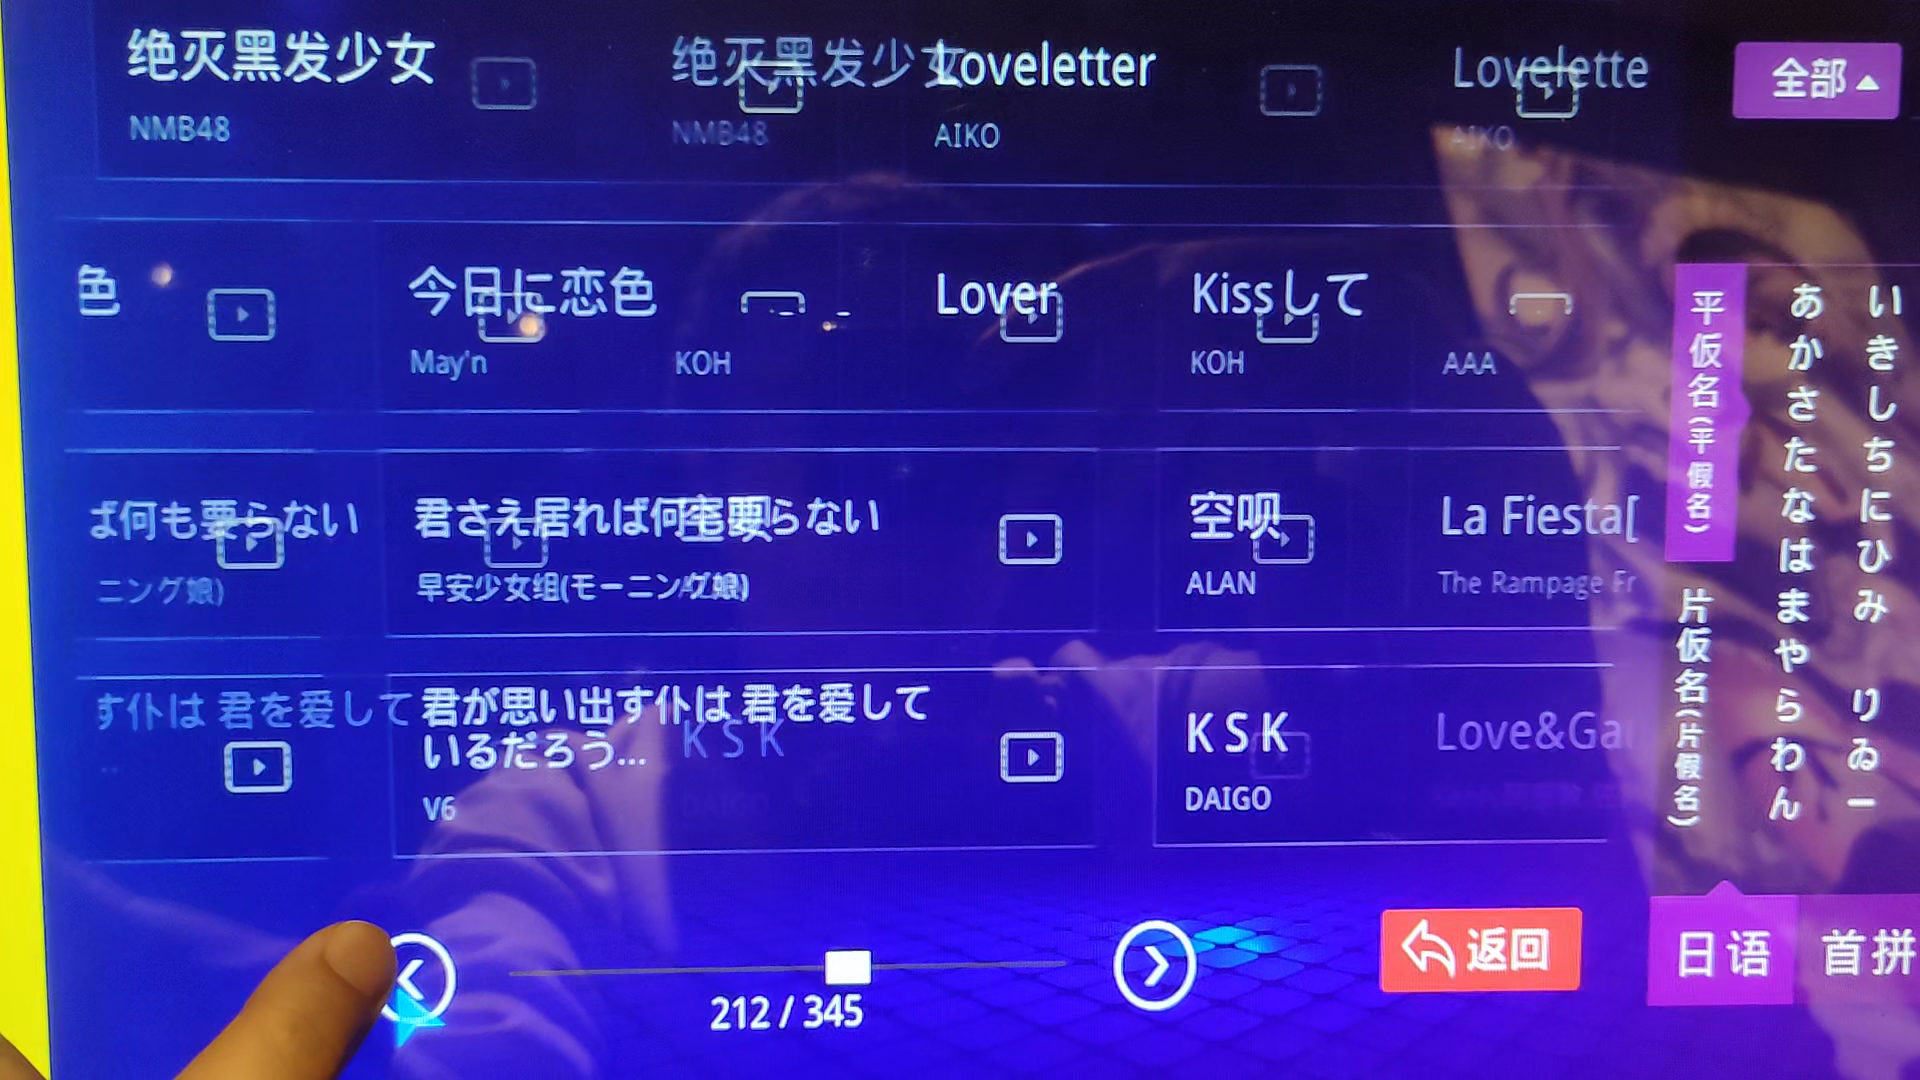 绝灭黑发少女
NMB48
绝灭黑发少女
NMB48
Loveletter
AIKO
Lovelette
AIKO
全部
色
今日に恋色
May'n
KOH
Lover
Kissして
KOH
AAA
ば何も要らない
ニング娘)
君さえ居れば何も要らない
早安少女组(モーニング娘)
空呗
ALAN
La Fiesta[
The Rampage Fr
す仆は 君を爱して
君が思い出す仆は 君を爱して
いるだろう...
V6
K S K
DAIGO
K S K
DAIGO
Love&Ga
平仮名(平假名)
片仮名(片假名)
あかさたなはまやらわん
いきしちにひみ りゐー
212 / 345
返回
日语
首拼